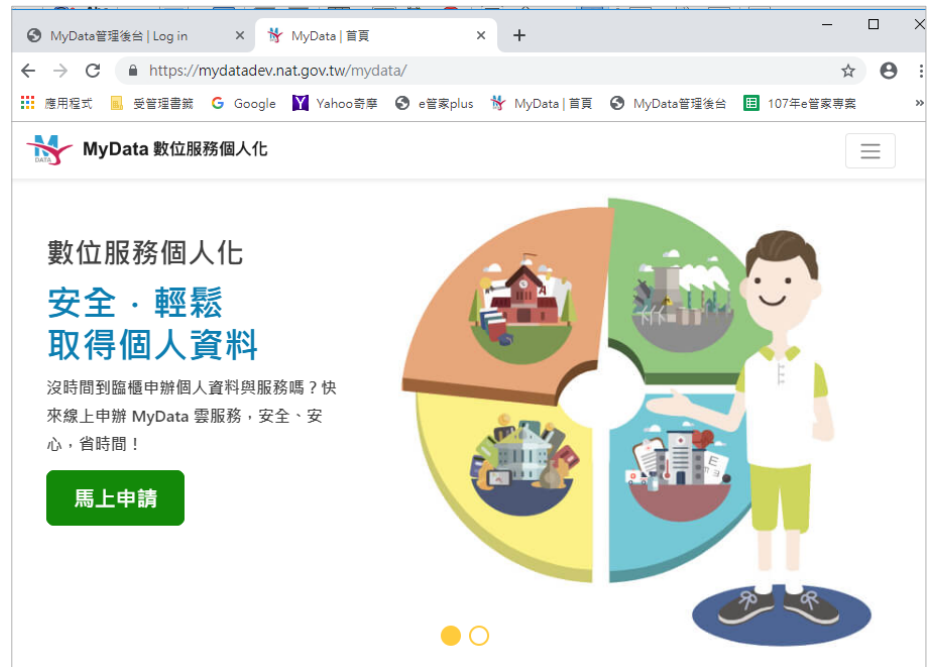 MyData管理後台 | Log in
MyData | 首頁
https://mydatadev.nat.gov.tw/mydata/
應用程式 受管理書籤 Google Yahoo奇摩 e管家plus MyData | 首頁 MyData管理後台 107年e管家專案 »
MyData 數位服務個人化
數位服務個人化
安全．輕鬆
取得個人資料
沒時間到臨櫃申辦個人資料與服務嗎？快
來線上申辦 MyData 雲服務，安全、安
心，省時間！
馬上申請